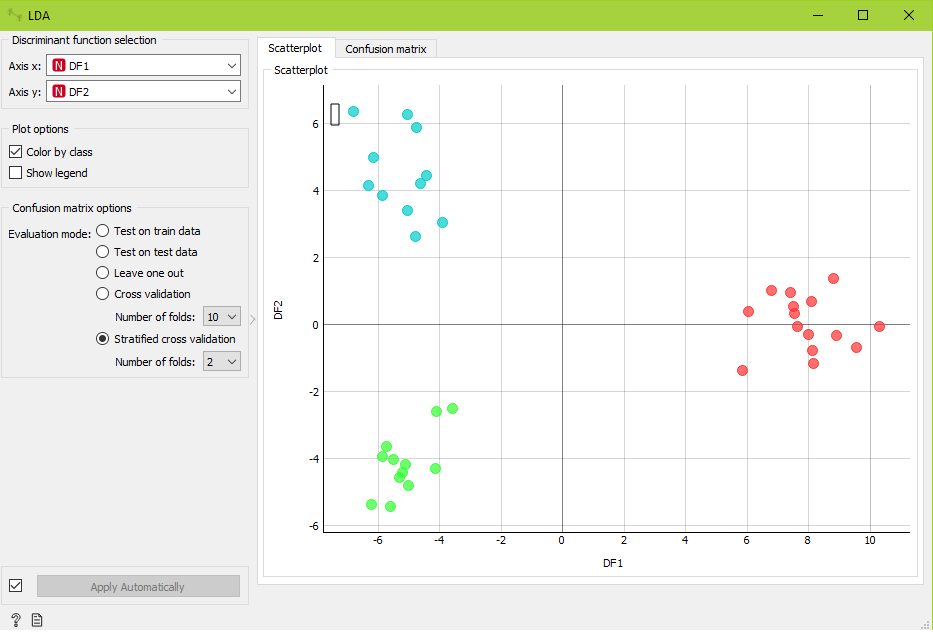 LDA
Discriminant function selection
Axis x: N DF1
Axis y: N DF2
Plot options
Color by class
Show legend
Confusion matrix options
Evaluation mode: Test on train data
Test on test data
Leave one out
Cross validation
Number of folds: 10
Stratified cross validation
Number of folds: 2
Apply Automatically
?
Scatterplot Confusion matrix
Scatterplot
6
4
2
0
-2
-4
-6
DF2
-6 -4 -2 0 2 4 6 8 10
DF1